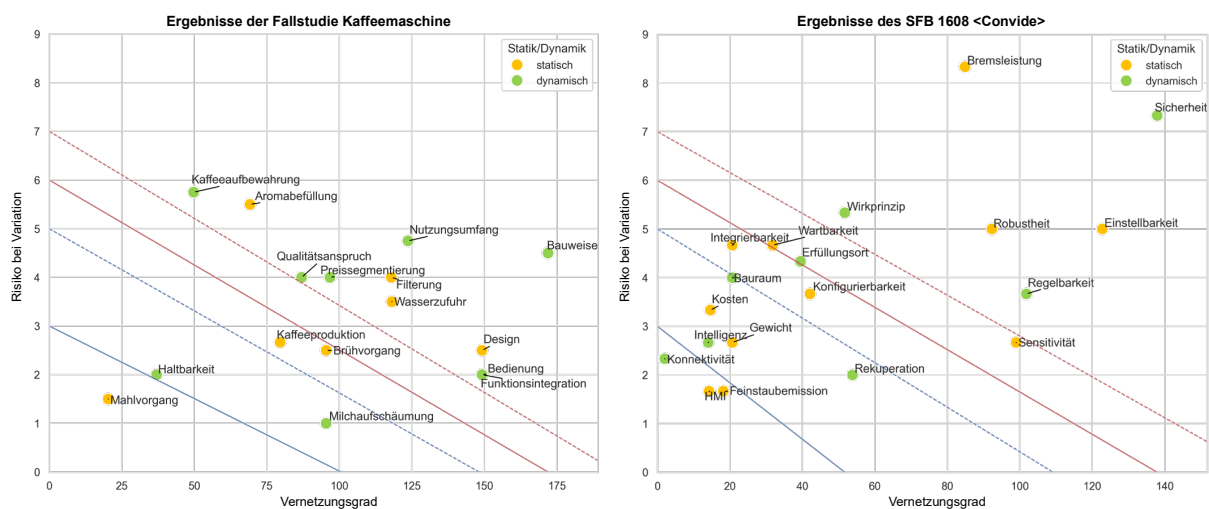 Ergebnisse der Fallstudie Kaffeemaschine
9
8
7
6
5
4
3
2
1
0
Risiko bei Variation
Statik/Dynamik
statisch
dynamisch
Kaffeeaufbewahrung
Aromabefüllung
Nutzungsumfang
Bauweise
Qualitätsanspruch
Preissegmentierung
Filterung
Wasserzufuhr
Kaffeeproduktion
Brühvorgang
Design
Bedienung
Funktionsintegration
Haltbarkeit
Mahlvorgang
Milchaufschäumung
0 25 50 75 100 125 150 175
Vernetzungsgrad
Ergebnisse des SFB 1608 <Convide>
9
8
7
6
5
4
3
2
1
0
Risiko bei Variation
Statik/Dynamik
statisch
dynamisch
Bremsleistung
Sicherheit
Wirkprinzip
Robustheit
Einstellbarkeit
Integrierbarkeit
Wartbarkeit
Erfüllungsort
Bauraum
Konfigurierbarkeit
Regelbarkeit
Kosten
Gewicht
Intelligenz
Sensitivität
Konnektivität
Rekuperation
HMI
Feinstaubemission
0 20 40 60 80 100 120 140
Vernetzungsgrad